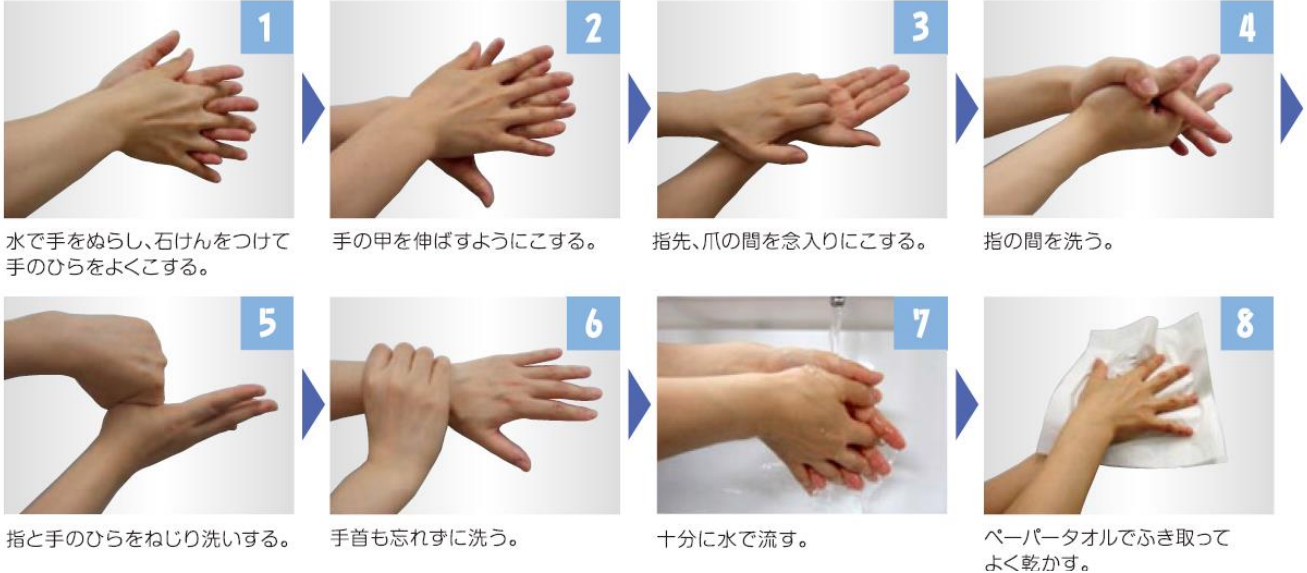 1
水で手をぬらし、石けんをつけて
手のひらをよくこする。
2
手の甲を伸ばすようにこする。
3
指先、爪の間を念入りにこする。
4
指の間を洗う。
5
指と手のひらをねじり洗いする。
6
手首も忘れずに洗う。
7
十分に水で流す。
8
ペーパータオルでふき取って
よく乾かす。